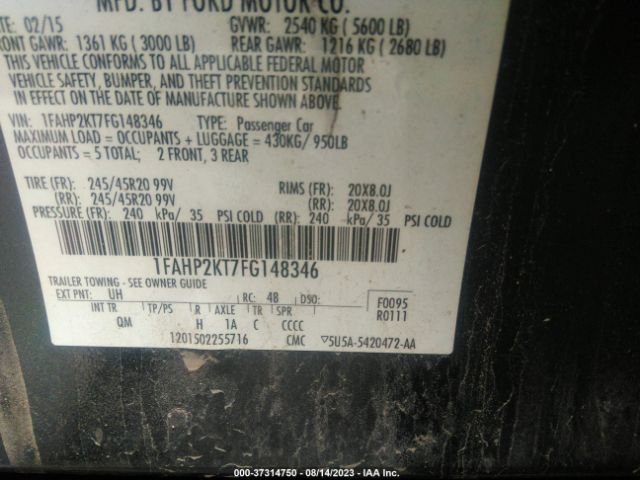 MFD. BY FORD MOTOR CO.
DATE: 02/15 GVWR: 2540 KG ( 5600 LB)
FRONT GAWR: 1361 KG ( 3000 LB) REAR GAWR: 1216 KG ( 2680 LB)
THIS VEHICLE CONFORMS TO ALL APPLICABLE FEDERAL MOTOR
VEHICLE SAFETY, BUMPER, AND THEFT PREVENTION STANDARDS
IN EFFECT ON THE DATE OF MANUFACTURE SHOWN ABOVE.
VIN: 1FAHP2KT7FG148346 TYPE: Passenger Car
MAXIMUM LOAD = OCCUPANTS + LUGGAGE = 430KG/ 950LB
OCCUPANTS = 5 TOTAL; 2 FRONT, 3 REAR
TIRE (FR): 245/45R20 99V RIMS (FR): 20X8.0J
(RR): 245/45R20 99V (RR): 20X8.0J
PRESSURE (FR): 240 kPa/ 35 PSI COLD (RR): 240 kPa/ 35 PSI COLD
1FAHP2KT7FG148346
TRAILER TOWING - SEE OWNER GUIDE
EXT PNT: UH RC: 48 DSO: F0095
INT TR TP/PS R AXLE TR SPR R0111
QM H 1A C CCCC
1201502255716 CMC ▽5U5A-5420472-AA
000-37314750 - 08/14/2023 - IAA Inc.